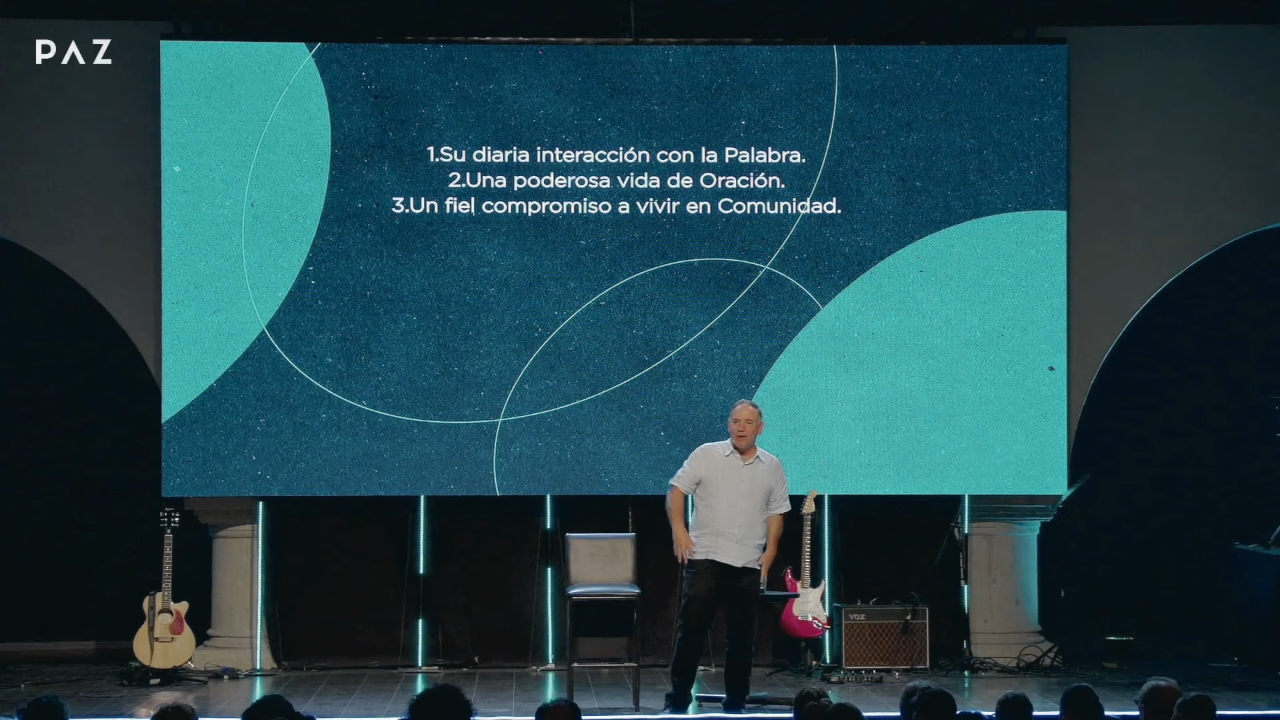 PAZ
1.Su diaria interacción con la Palabra.
2.Una poderosa vida de Oración.
3.Un fiel compromiso a vivir en Comunidad.
VOX